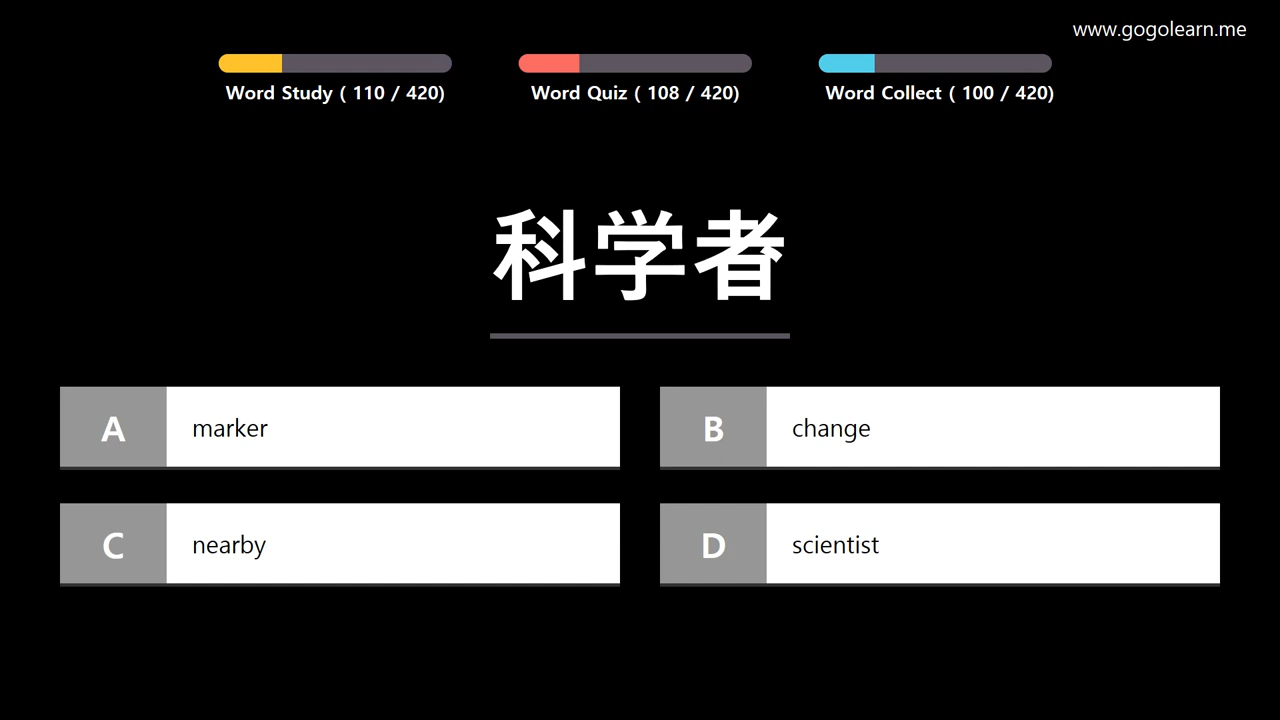 www.gogolearn.me
Word Study ( 110 / 420)
Word Quiz ( 108 / 420)
Word Collect ( 100 / 420)
科学者
A marker
B change
C nearby
D scientist